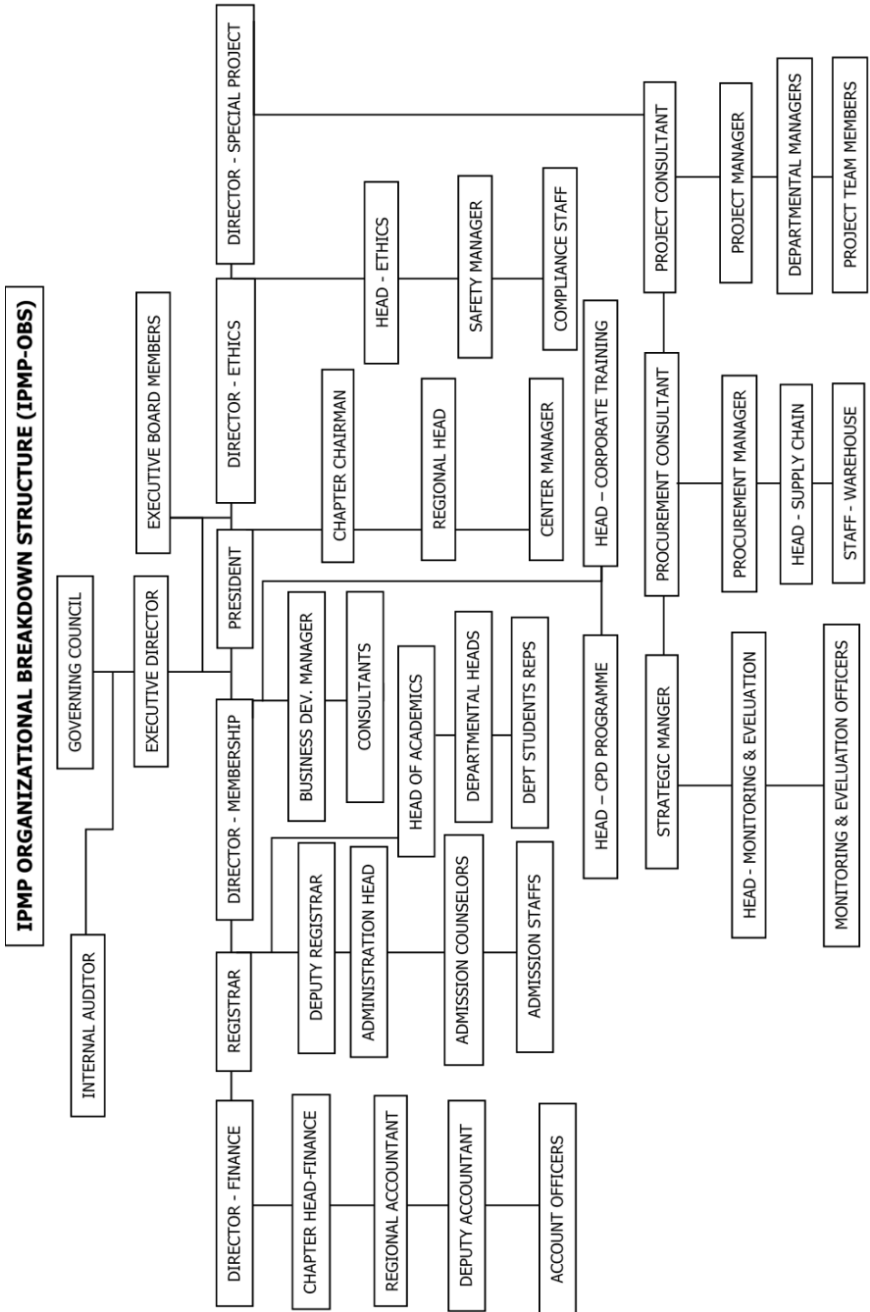 IPMP ORGANIZATIONAL BREAKDOWN STRUCTURE (IPMP-OBS)
GOVERNING COUNCIL
INTERNAL AUDITOR
EXECUTIVE DIRECTOR
EXECUTIVE BOARD MEMBERS
DIRECTOR - FINANCE
REGISTRAR
DIRECTOR - MEMBERSHIP
PRESIDENT
DIRECTOR - ETHICS
DIRECTOR - SPECIAL PROJECT
CHAPTER HEAD-FINANCE
REGIONAL ACCOUNTANT
DEPUTY ACCOUNTANT
ACCOUNT OFFICERS
DEPUTY REGISTRAR
ADMINISTRATION HEAD
ADMISSION COUNSELORS
ADMISSION STAFFS
HEAD OF ACADEMICS
DEPARTMENTAL HEADS
DEPT STUDENTS REPS
BUSINESS DEV. MANAGER
CONSULTANTS
CHAPTER CHAIRMAN
REGIONAL HEAD
CENTER MANAGER
HEAD - ETHICS
SAFETY MANAGER
COMPLIANCE STAFF
HEAD – CPD PROGRAMME
HEAD – CORPORATE TRAINING
STRATEGIC MANGER
PROCUREMENT CONSULTANT
PROJECT CONSULTANT
HEAD - MONITORING & EVELUATION
MONITORING & EVELUATION OFFICERS
PROCUREMENT MANAGER
HEAD - SUPPLY CHAIN
STAFF - WAREHOUSE
PROJECT MANAGER
DEPARTMENTAL MANAGERS
PROJECT TEAM MEMBERS